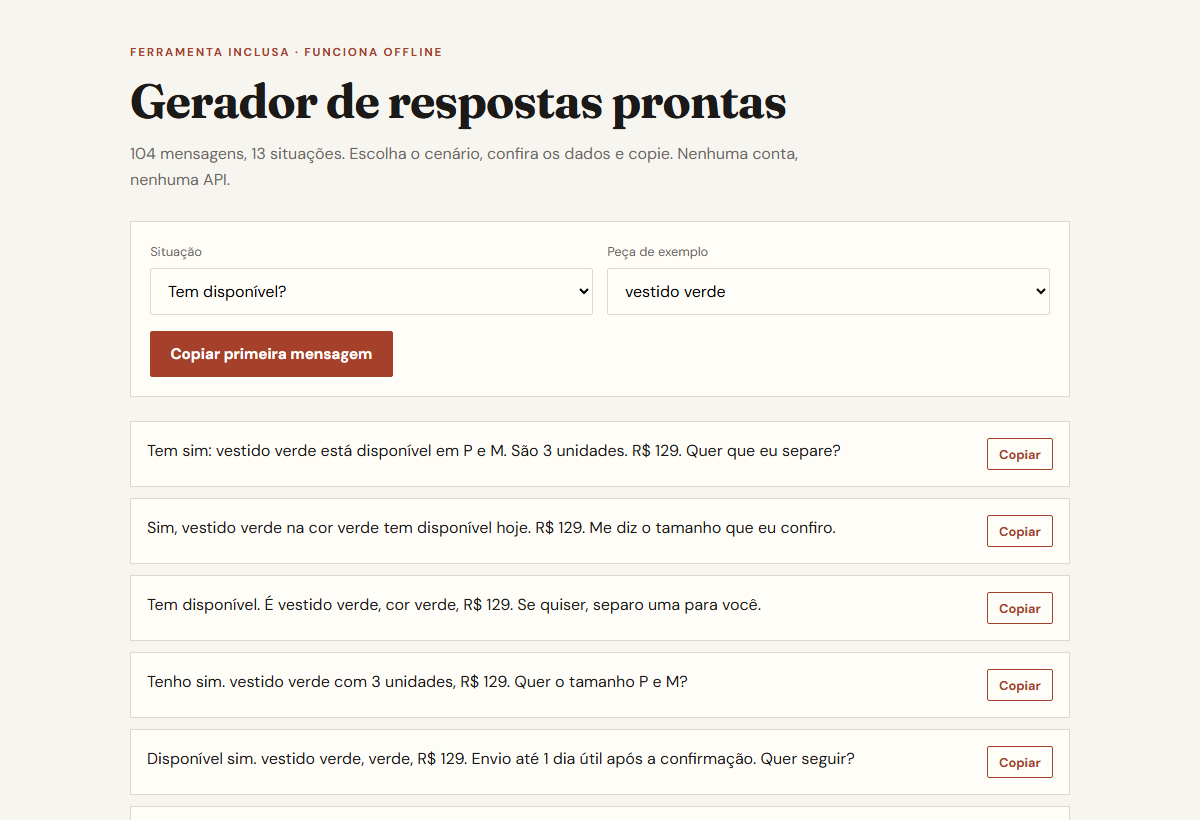 FERRAMENTA INCLUSA · FUNCIONA OFFLINE
Gerador de respostas prontas
104 mensagens, 13 situações. Escolha o cenário, confira os dados e copie. Nenhuma conta,
nenhuma API.
Situação
Peça de exemplo
Tem disponível?
vestido verde
Copiar primeira mensagem
Tem sim: vestido verde está disponível em P e M. São 3 unidades. R$ 129. Quer que eu separe?
Copiar
Sim, vestido verde na cor verde tem disponível hoje. R$ 129. Me diz o tamanho que eu confiro.
Copiar
Tem disponível. É vestido verde, cor verde, R$ 129. Se quiser, separo uma para você.
Copiar
Tenho sim. vestido verde com 3 unidades, R$ 129. Quer o tamanho P e M?
Copiar
Disponível sim. vestido verde, verde, R$ 129. Envio até 1 dia útil após a confirmação. Quer seguir?
Copiar